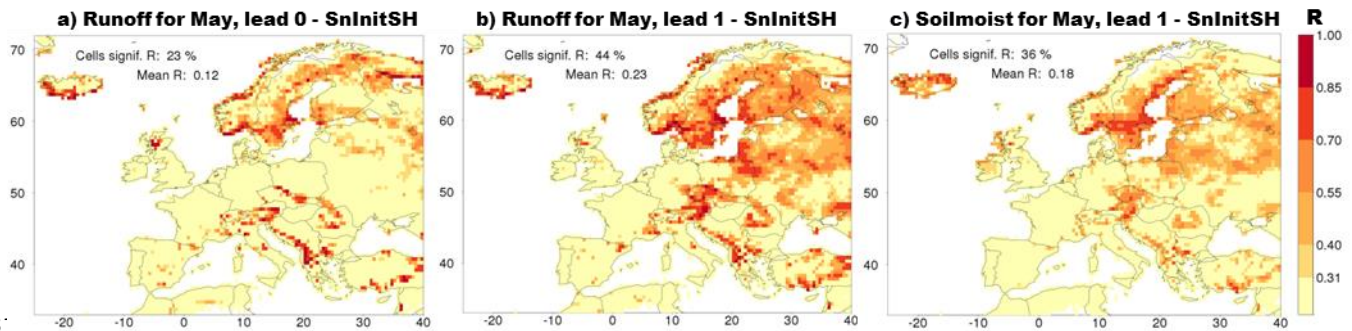 a) Runoff for May, lead 0 - SnInitSH
b) Runoff for May, lead 1 - SnInitSH
c) Soilmoist for May, lead 1 - SnInitSH
R
70
60
50
40
Cells signif. R: 23 %
Mean R: 0.12
-20 -10 0 10 20 30 40
70
60
50
40
Cells signif. R: 44 %
Mean R: 0.23
-20 -10 0 10 20 30 40
70
60
50
40
Cells signif. R: 36 %
Mean R: 0.18
-20 -10 0 10 20 30 40
1.00
0.85
0.70
0.55
0.40
0.31